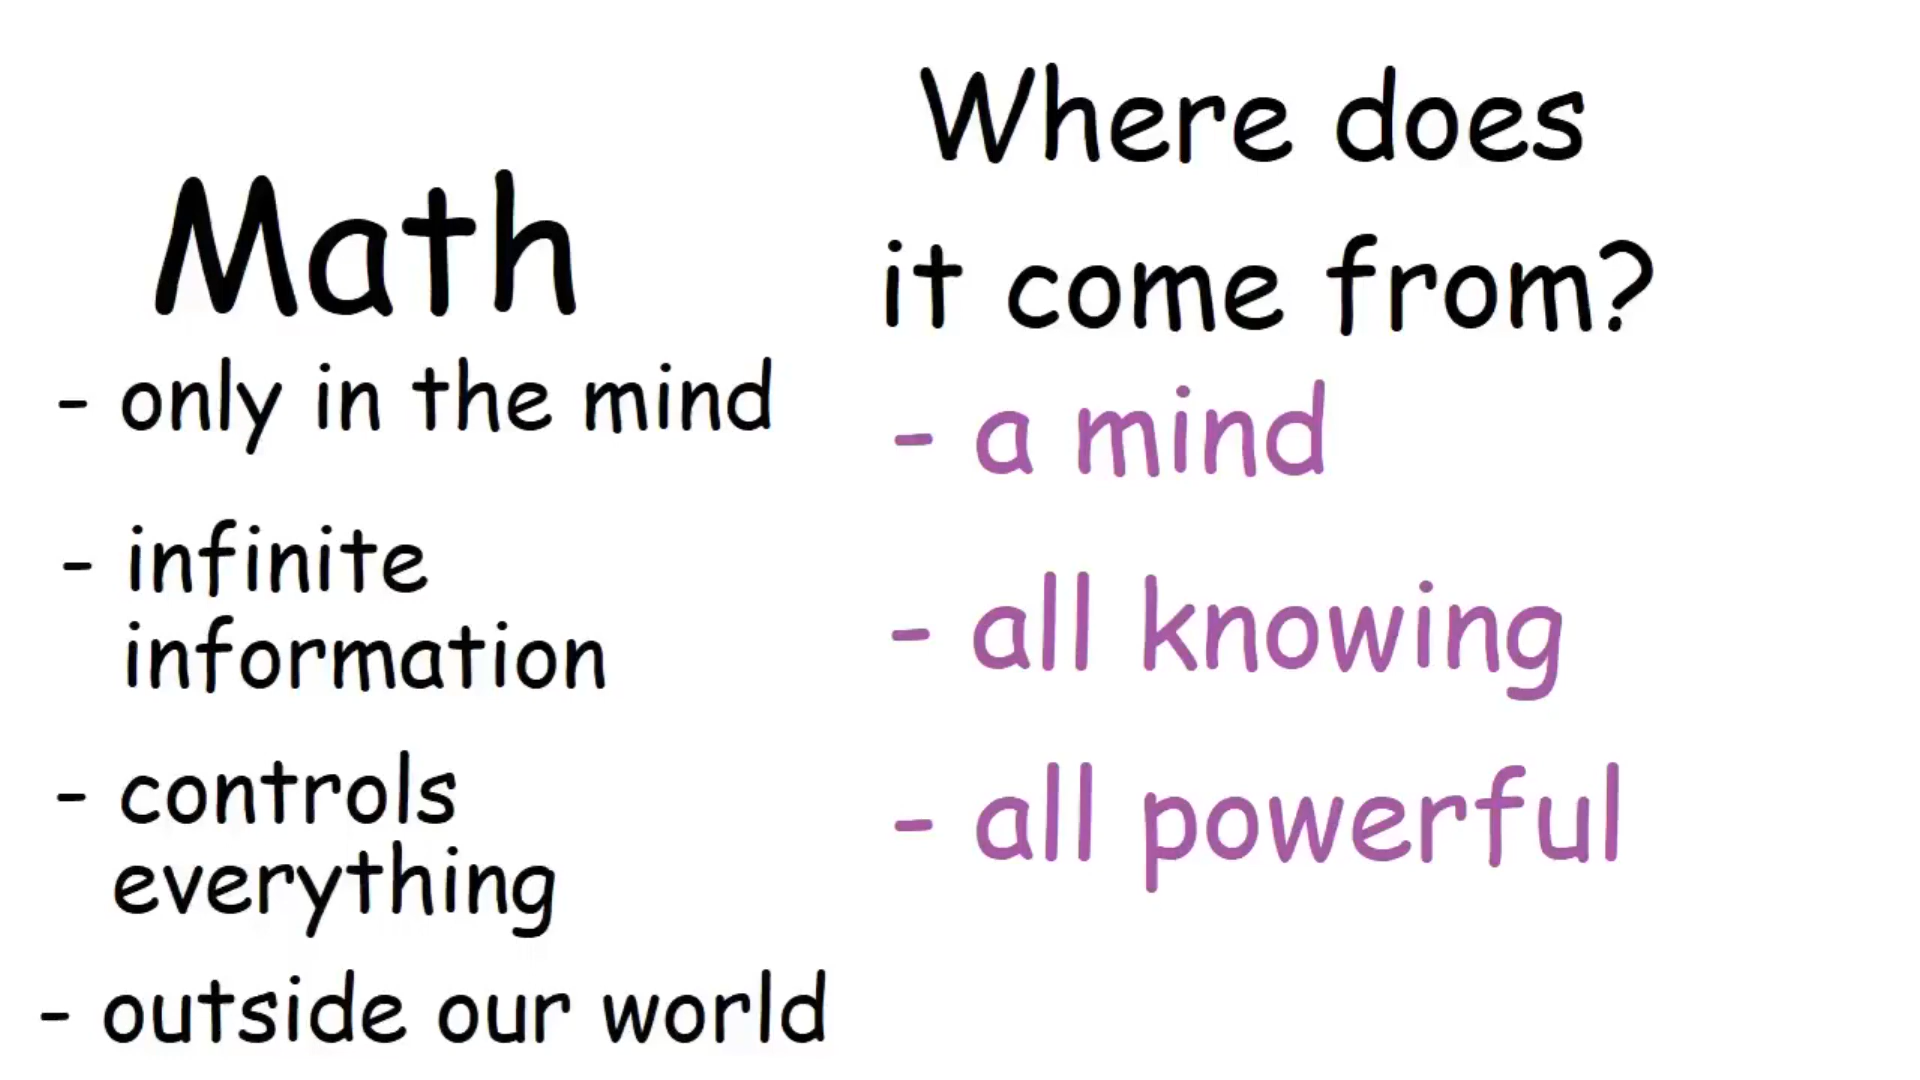 Math
- only in the mind
- infinite
information
- controls
everything
- outside our world
Where does
it come from?
- a mind
- all knowing
- all powerful